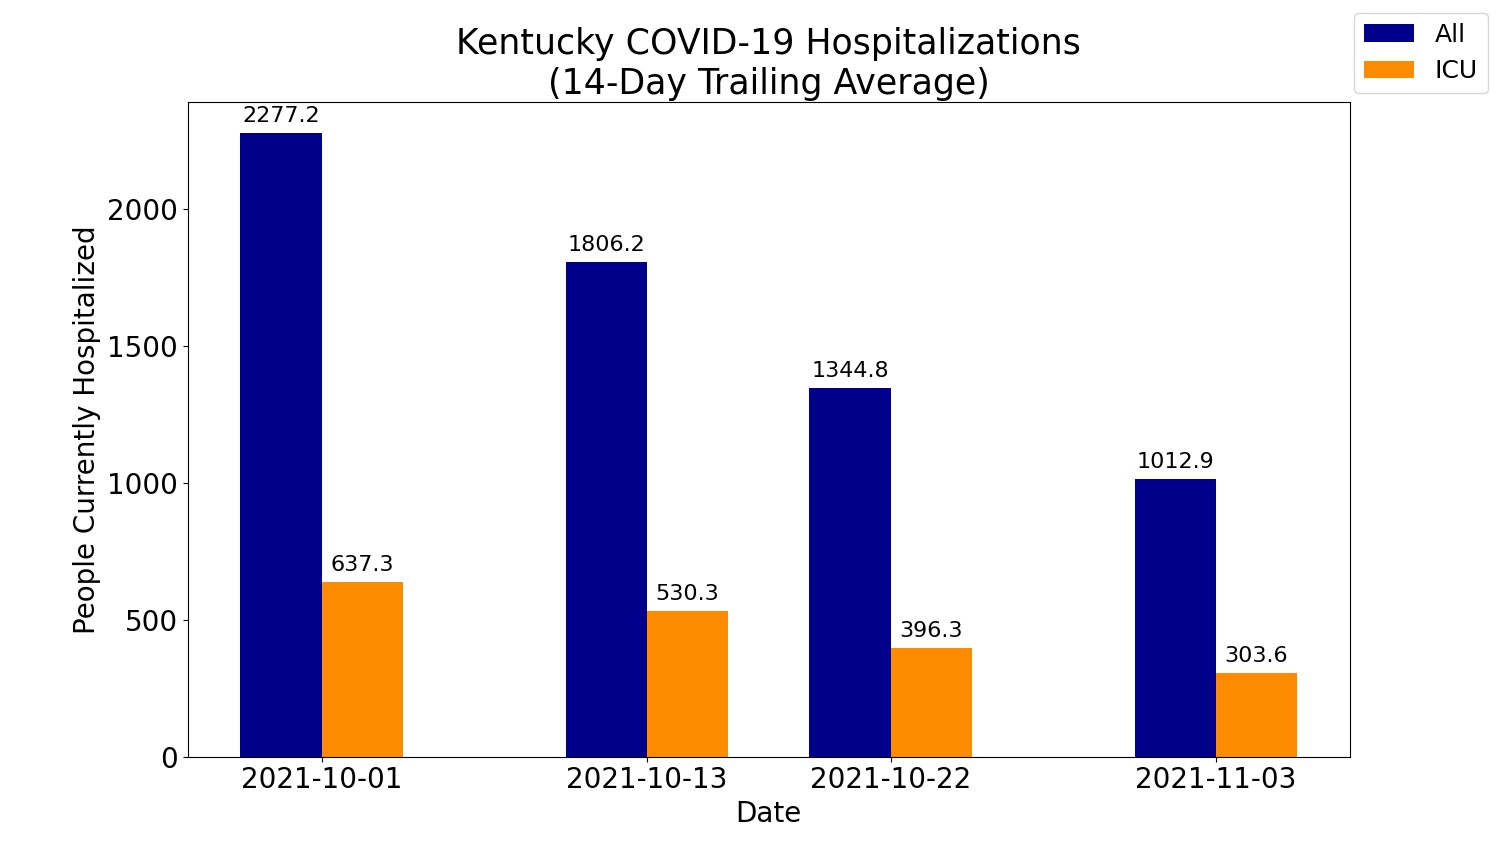 Kentucky COVID-19 Hospitalizations
(14-Day Trailing Average)
All
ICU
People Currently Hospitalized
2000
1500
1000
500
0
2277.2
637.3
1806.2
530.3
1344.8
396.3
1012.9
303.6
2021-10-01
2021-10-13
2021-10-22
2021-11-03
Date